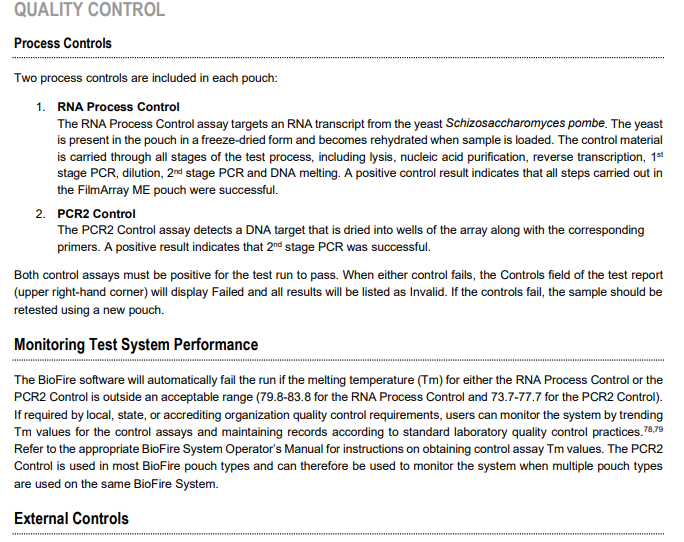 QUALITY CONTROL
Process Controls
Two process controls are included in each pouch:
1. RNA Process Control
The RNA Process Control assay targets an RNA transcript from the yeast Schizosaccharomyces pombe. The yeast
is present in the pouch in a freeze-dried form and becomes rehydrated when sample is loaded. The control material
is carried through all stages of the test process, including lysis, nucleic acid purification, reverse transcription, 1st
stage PCR, dilution, 2nd stage PCR and DNA melting. A positive control result indicates that all steps carried out in
the FilmArray ME pouch were successful.
2. PCR2 Control
The PCR2 Control assay detects a DNA target that is dried into wells of the array along with the corresponding
primers. A positive result indicates that 2nd stage PCR was successful.
Both control assays must be positive for the test run to pass. When either control fails, the Controls field of the test report
(upper right-hand corner) will display Failed and all results will be listed as Invalid. If the controls fail, the sample should be
retested using a new pouch.
Monitoring Test System Performance
The BioFire software will automatically fail the run if the melting temperature (Tm) for either the RNA Process Control or the
PCR2 Control is outside an acceptable range (79.8-83.8 for the RNA Process Control and 73.7-77.7 for the PCR2 Control).
If required by local, state, or accrediting organization quality control requirements, users can monitor the system by trending
Tm values for the control assays and maintaining records according to standard laboratory quality control practices.78,79
Refer to the appropriate BioFire System Operator's Manual for instructions on obtaining control assay Tm values. The PCR2
Control is used in most BioFire pouch types and can therefore be used to monitor the system when multiple pouch types
are used on the same BioFire System.
External Controls